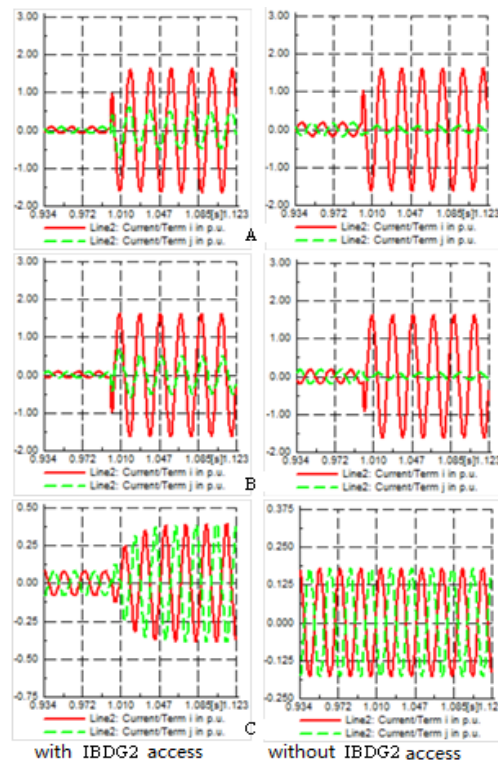 3.00 3.00
2.00 2.00
1.00 1.00
0.00 0.00
-1.00 -1.00
-2.00 -2.00
0.934 0.972 1.010 1.047 1.085[s]1.123 0.934 0.972 1.010 1.047 1.085[s]1.123
Line2: Current/Term i in p.u. Line2: Current/Term i in p.u.
Line2: Current/Term j in p.u. Line2: Current/Term j in p.u.
A
3.00 3.00
2.00 2.00
1.00 1.00
0.00 0.00
-1.00 -1.00
-2.00 -2.00
0.934 0.972 1.010 1.047 1.085[s]1.123 0.934 0.972 1.010 1.047 1.085[s]1.123
Line2: Current/Term i in p.u. Line2: Current/Term i in p.u.
Line2: Current/Term j in p.u. Line2: Current/Term j in p.u.
B
0.50 0.375
0.25 0.250
0.00 0.125
-0.25 0.000
-0.50 -0.125
-0.75 -0.250
0.934 0.972 1.010 1.047 1.085[s]1.123 0.934 0.972 1.010 1.047 1.085[s]1.123
Line2: Current/Term i in p.u. Line2: Current/Term i in p.u.
Line2: Current/Term j in p.u. Line2: Current/Term j in p.u.
C
with IBDG2 access without IBDG2 access